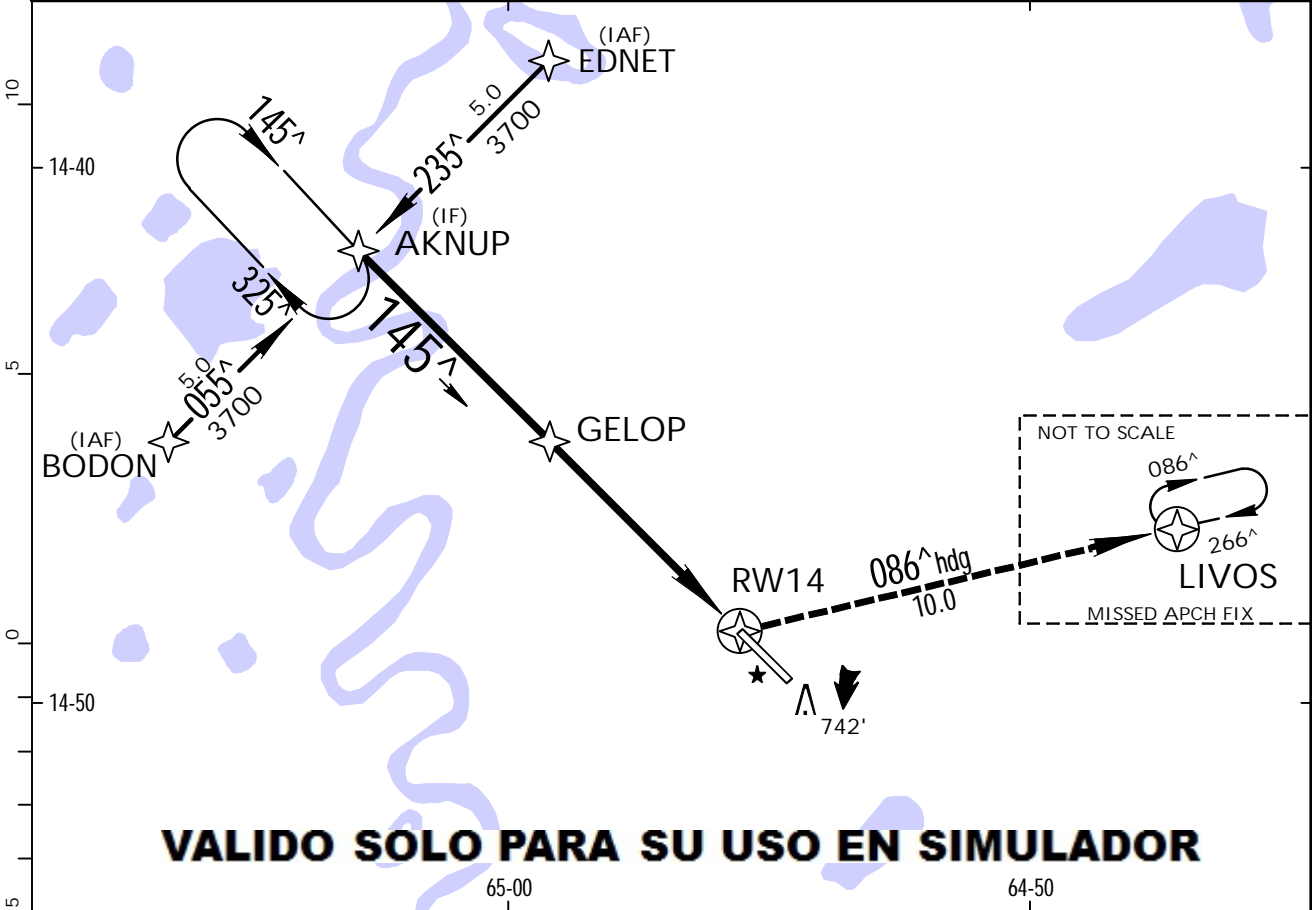 (IAF)
EDNET
10
5.0
3700
145^
235^
14-40
(IF)
AKNUP
325^
145^
5
5.0
055^
3700
(IAF)
BODON
GELOP
NOT TO SCALE
086^
266^
LIVOS
MISSED APCH FIX
RW14
086^ hdg
10.0
0
14-50
742'
VALIDO SOLO PARA SU USO EN SIMULADOR
5
65-00
64-50